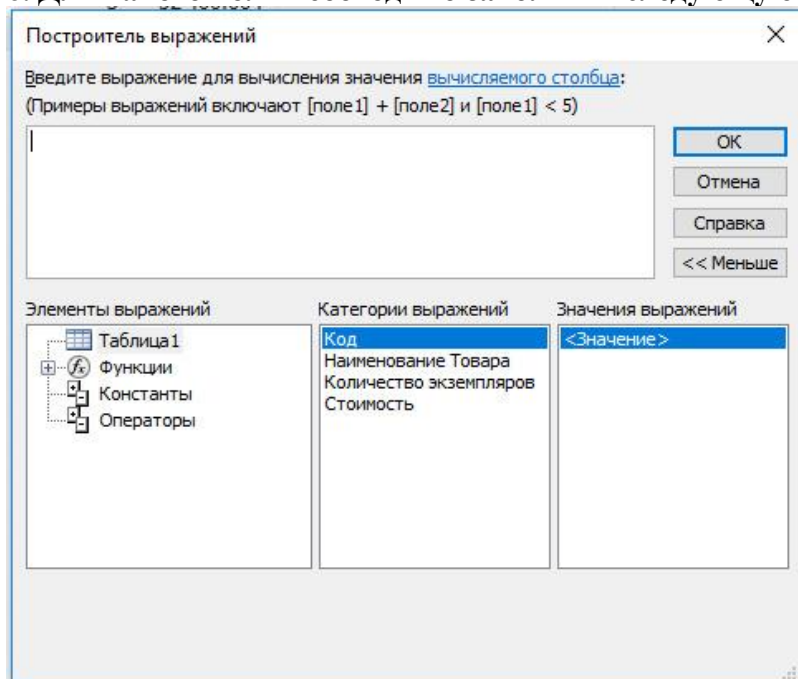 Построитель выражений
Введите выражение для вычисления значения вычисляемого столбца:
(Примеры выражений включают [поле1] + [поле2] и [поле1] < 5)
ОК
Отмена
Справка
<< Меньше
Элементы выражений
Таблица1
Функции
Константы
Операторы
Категории выражений
Код
Наименование Товара
Количество экземпляров
Стоимость
Значения выражений
<Значение>